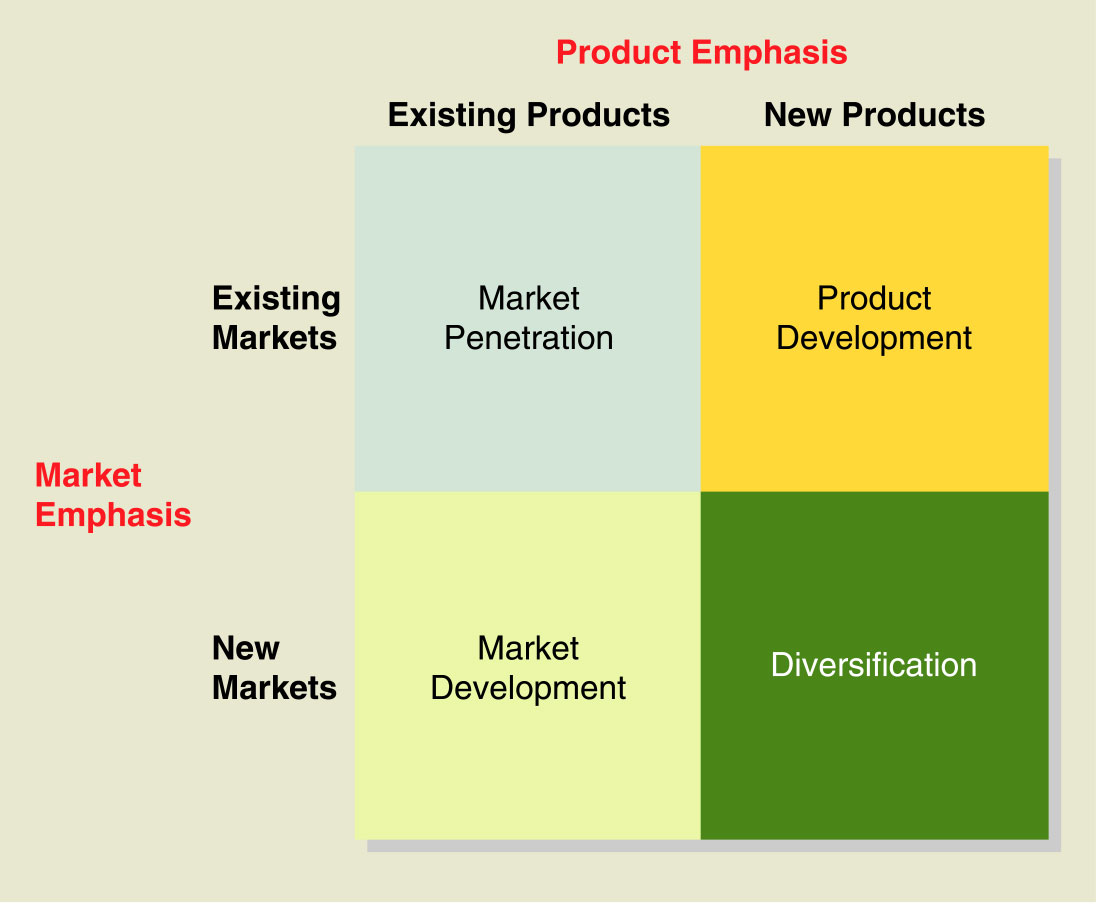 Product Emphasis
Existing Products
New Products
Existing
Markets
Market
Penetration
Product
Development
Market
Emphasis
New
Markets
Market
Development
Diversification